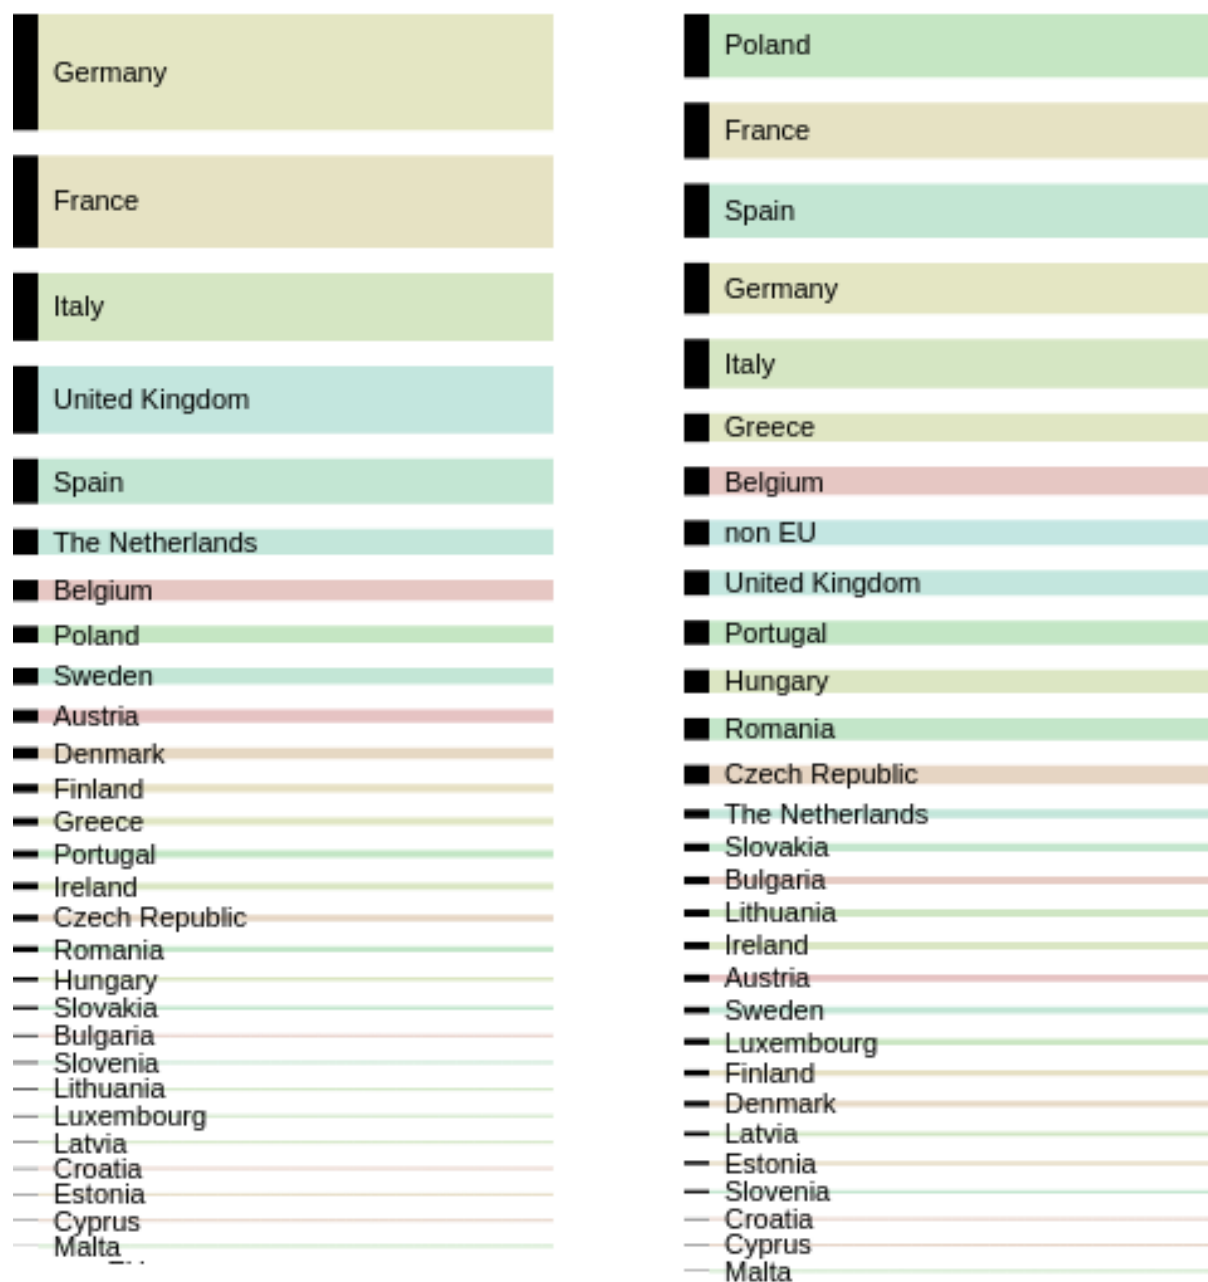 Germany
France
Italy
United Kingdom
Spain
The Netherlands
Belgium
Poland
Sweden
Austria
Denmark
Finland
Greece
Portugal
Ireland
Czech Republic
Romania
Hungary
Slovakia
Bulgaria
Slovenia
Lithuania
Luxembourg
Latvia
Croatia
Estonia
Cyprus
Malta
Poland
France
Spain
Germany
Italy
Greece
Belgium
non EU
United Kingdom
Portugal
Hungary
Romania
Czech Republic
The Netherlands
Slovakia
Bulgaria
Lithuania
Ireland
Austria
Sweden
Luxembourg
Finland
Denmark
Latvia
Estonia
Slovenia
Croatia
Cyprus
Malta